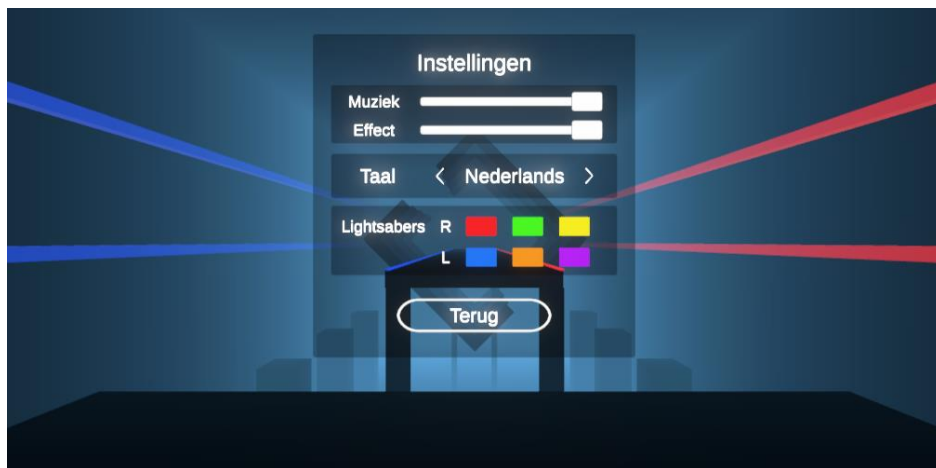 Instellingen
Muziek
Effect
Taal < Nederlands >
Lightsabers R
L
Terug